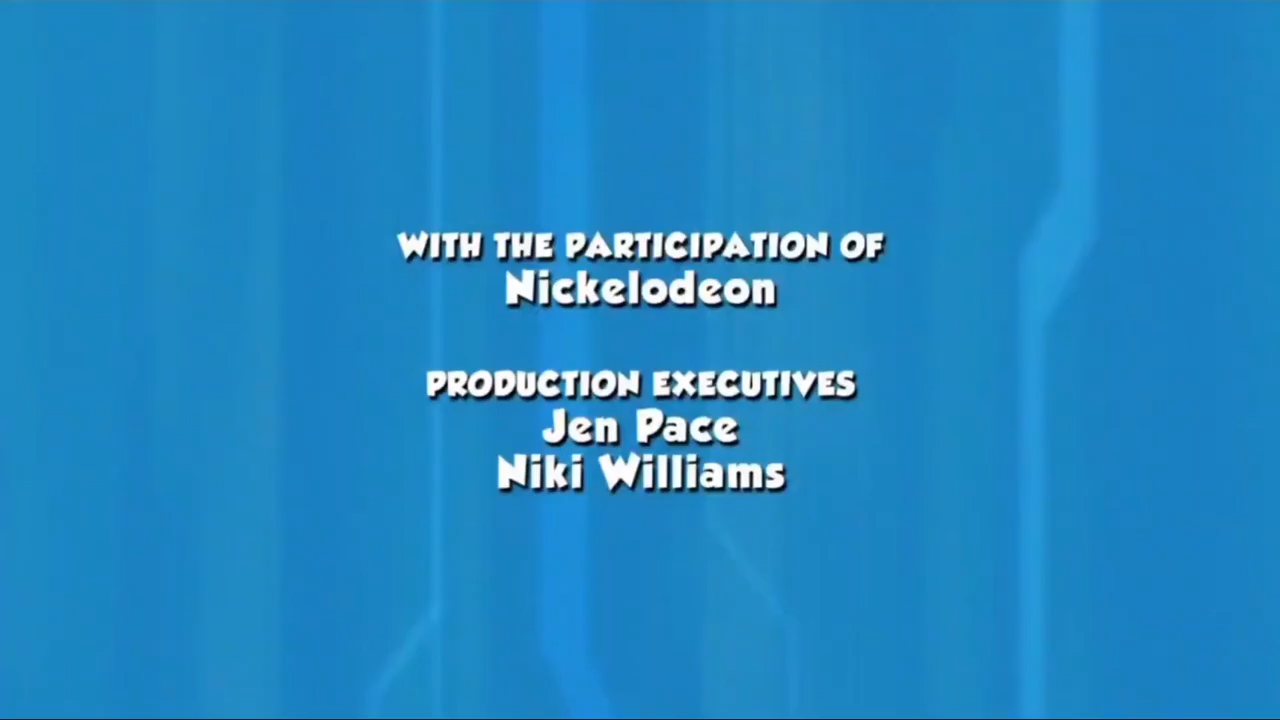 WITH THE PARTICIPATION OF
Nickelodeon
PRODUCTION EXECUTIVES
Jen Pace
Niki Williams